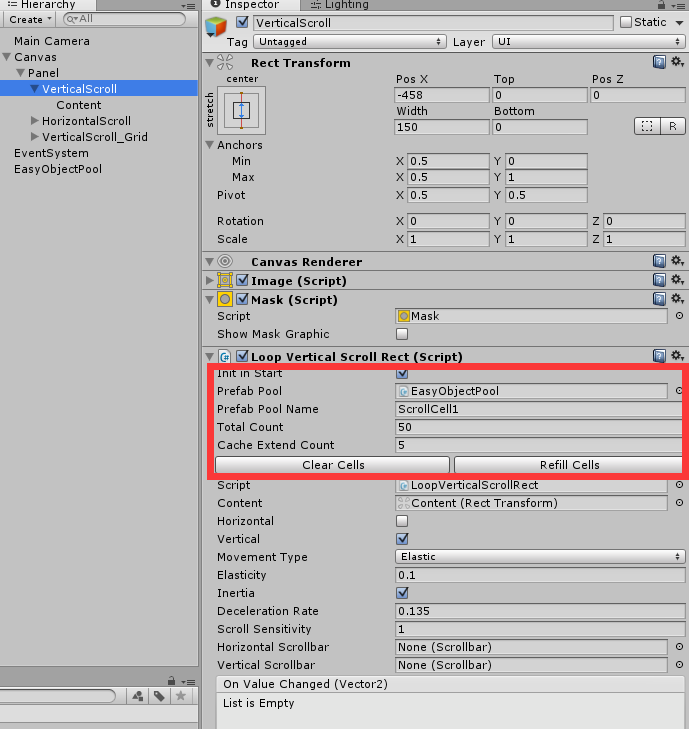 Hierarchy
Create
All
Main Camera
Canvas
Panel
VerticalScroll
Content
HorizontalScroll
VerticalScroll_Grid
EventSystem
EasyObjectPool
Inspector Lighting
VerticalScroll Static
Tag Untagged Layer UI
Rect Transform
center
stretch
Pos X Top Pos Z
-458 0 0
Width Bottom
150 0
R
Anchors
Min X 0.5 Y 0
Max X 0.5 Y 1
Pivot X 0.5 Y 0.5
Rotation X 0 Y 0 Z 0
Scale X 1 Y 1 Z 1
Canvas Renderer
Image (Script)
Mask (Script)
Script Mask
Show Mask Graphic
Loop Vertical Scroll Rect (Script)
Init in Start
Prefab Pool EasyObjectPool
Prefab Pool Name ScrollCell1
Total Count 50
Cache Extend Count 5
Clear Cells Refill Cells
Script LoopVerticalScrollRect
Content Content (Rect Transform)
Horizontal
Vertical
Movement Type Elastic
Elasticity 0.1
Inertia
Deceleration Rate 0.135
Scroll Sensitivity 1
Horizontal Scrollbar None (Scrollbar)
Vertical Scrollbar None (Scrollbar)
On Value Changed (Vector2)
List is Empty